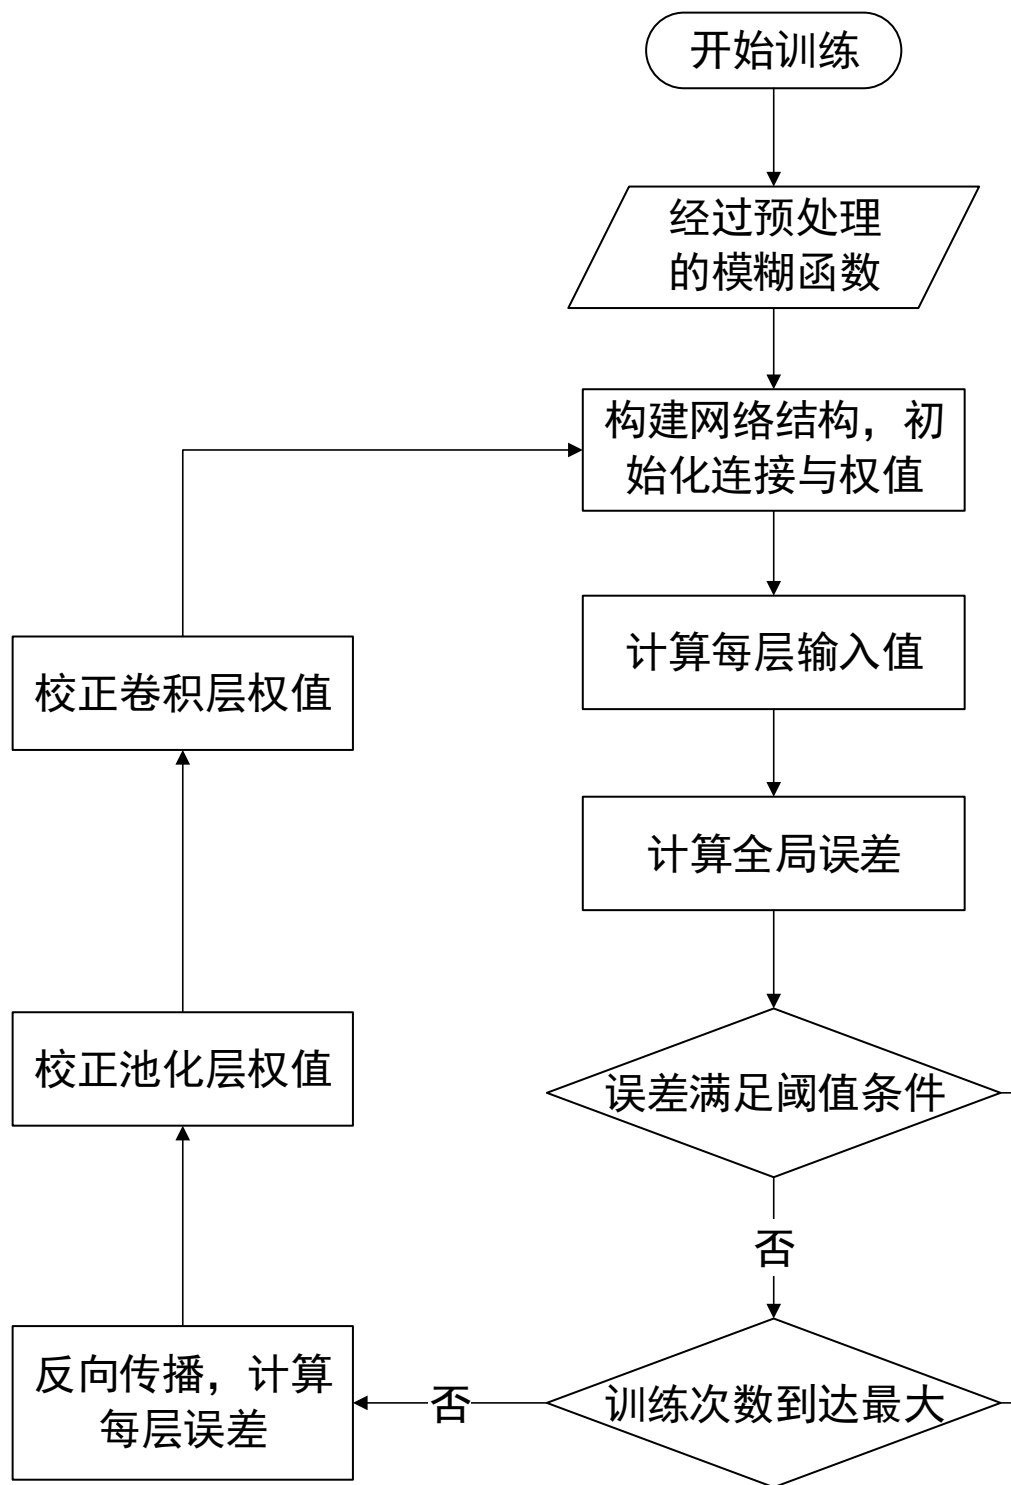 开始训练
经过预处理
的模糊函数
构建网络结构，初
始化连接与权值
计算每层输入值
校正卷积层权值
计算全局误差
校正池化层权值
误差满足阈值条件
否
反向传播，计算
每层误差
否
训练次数到达最大